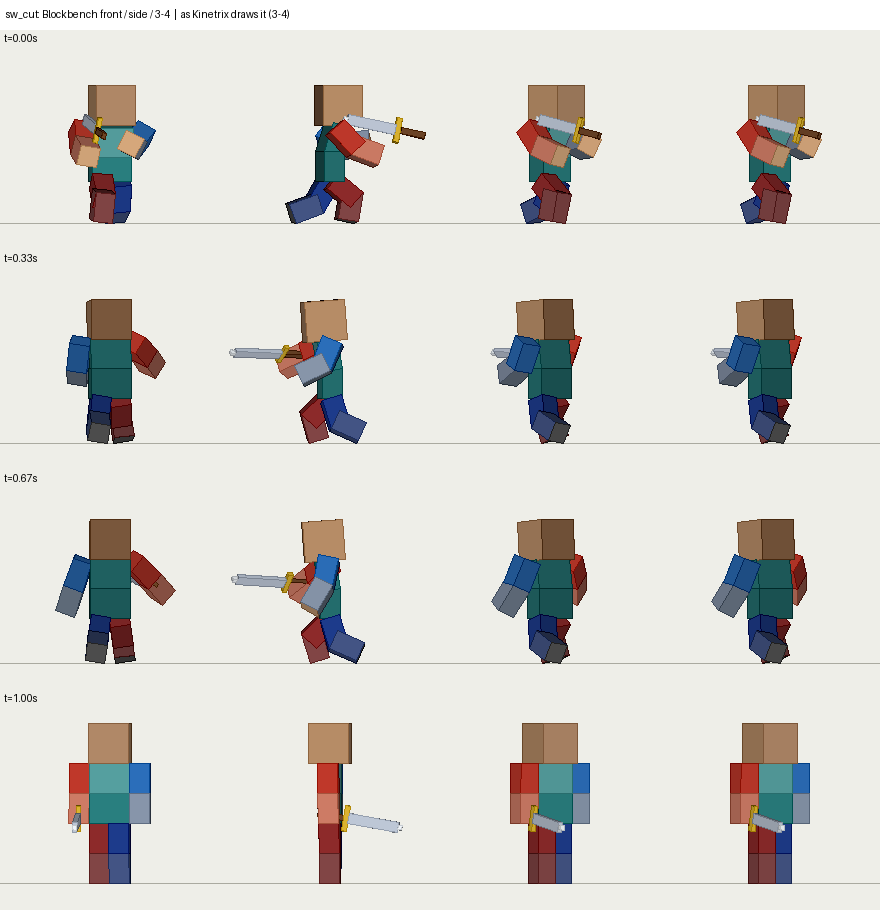 sw_cut: Blockbench front / side / 3-4 | as Kinetrix draws it (3-4)
t=0.00s
t=0.33s
t=0.67s
t=1.00s